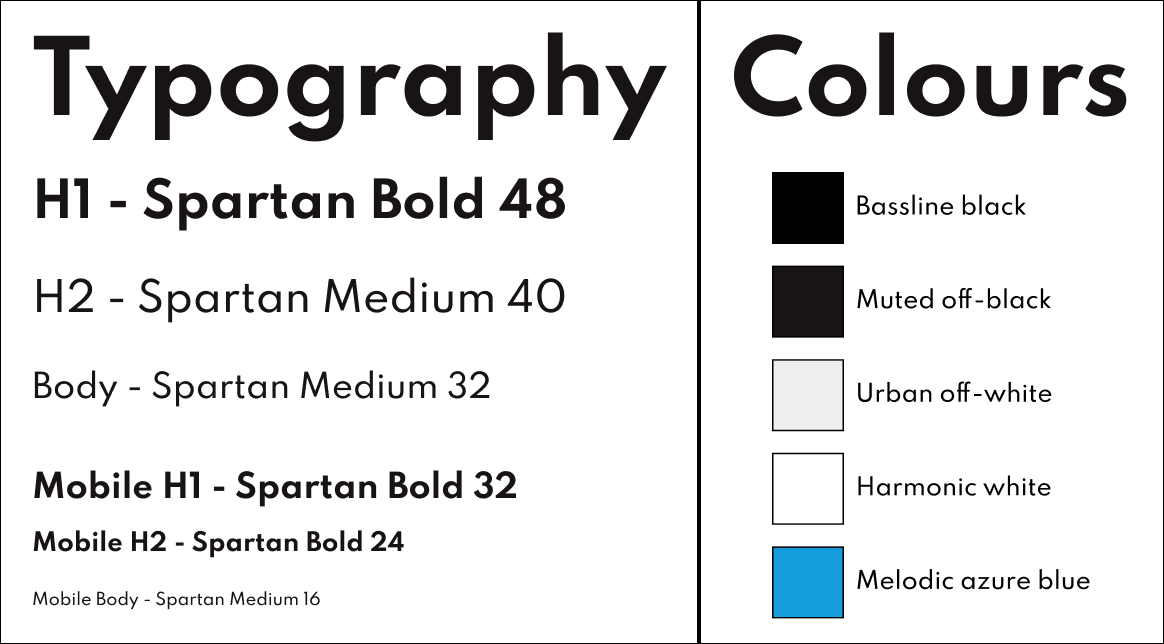 Typography
H1 - Spartan Bold 48
H2 - Spartan Medium 40
Body - Spartan Medium 32
Mobile H1 - Spartan Bold 32
Mobile H2 - Spartan Bold 24
Mobile Body - Spartan Medium 16
Colours
Bassline black
Muted off-black
Urban off-white
Harmonic white
Melodic azure blue